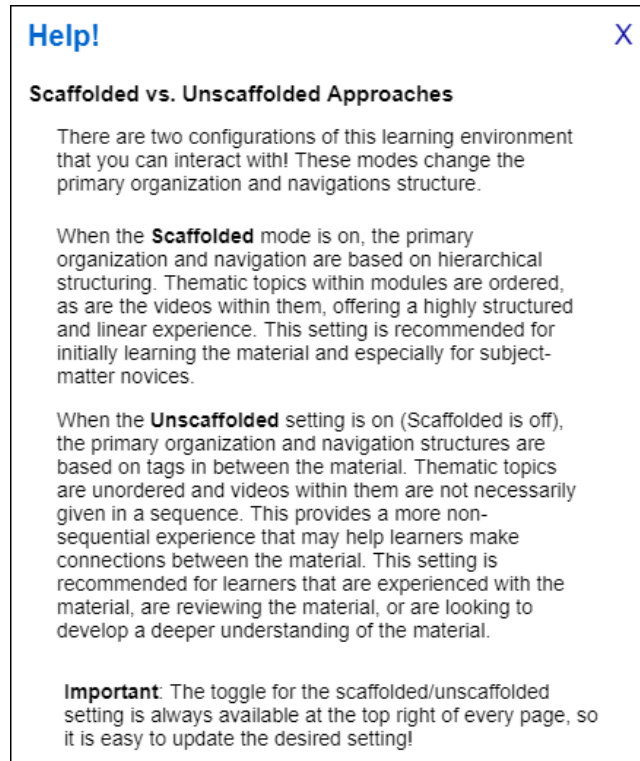 Help!
X
Scaffolded vs. Unscaffolded Approaches
There are two configurations of this learning environment
that you can interact with! These modes change the
primary organization and navigations structure.
When the Scaffolded mode is on, the primary
organization and navigation are based on hierarchical
structuring. Thematic topics within modules are ordered,
as are the videos within them, offering a highly structured
and linear experience. This setting is recommended for
initially learning the material and especially for subject-
matter novices.
When the Unscaffolded setting is on (Scaffolded is off),
the primary organization and navigation structures are
based on tags in between the material. Thematic topics
are unordered and videos within them are not necessarily
given in a sequence. This provides a more non-
sequential experience that may help learners make
connections between the material. This setting is
recommended for learners that are experienced with the
material, are reviewing the material, or are looking to
develop a deeper understanding of the material.
Important: The toggle for the scaffolded/unscaffolded
setting is always available at the top right of every page, so
it is easy to update the desired setting!